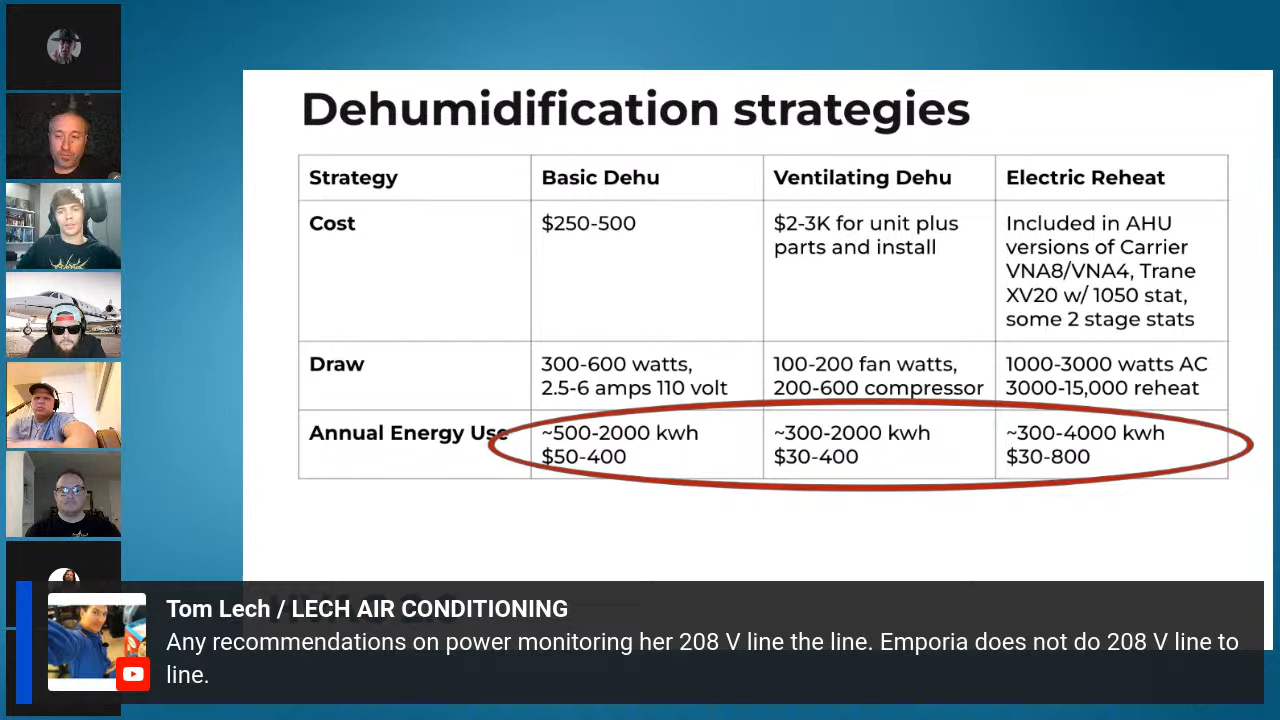 Dehumidification strategies
Strategy
Basic Dehu
Ventilating Dehu
Electric Reheat
Cost
$250-500
$2-3K for unit plus
parts and install
Included in AHU
versions of Carrier
VNA8/VNA4, Trane
XV20 w/ 1050 stat,
some 2 stage stats
Draw
300-600 watts,
2.5-6 amps 110 volt
100-200 fan watts,
200-600 compressor
1000-3000 watts AC
3000-15,000 reheat
Annual Energy Use
~500-2000 kwh
$50-400
~300-2000 kwh
$30-400
~300-4000 kwh
$30-800
Tom Lech / LECH AIR CONDITIONING
Any recommendations on power monitoring her 208 V line the line. Emporia does not do 208 V line to
line.